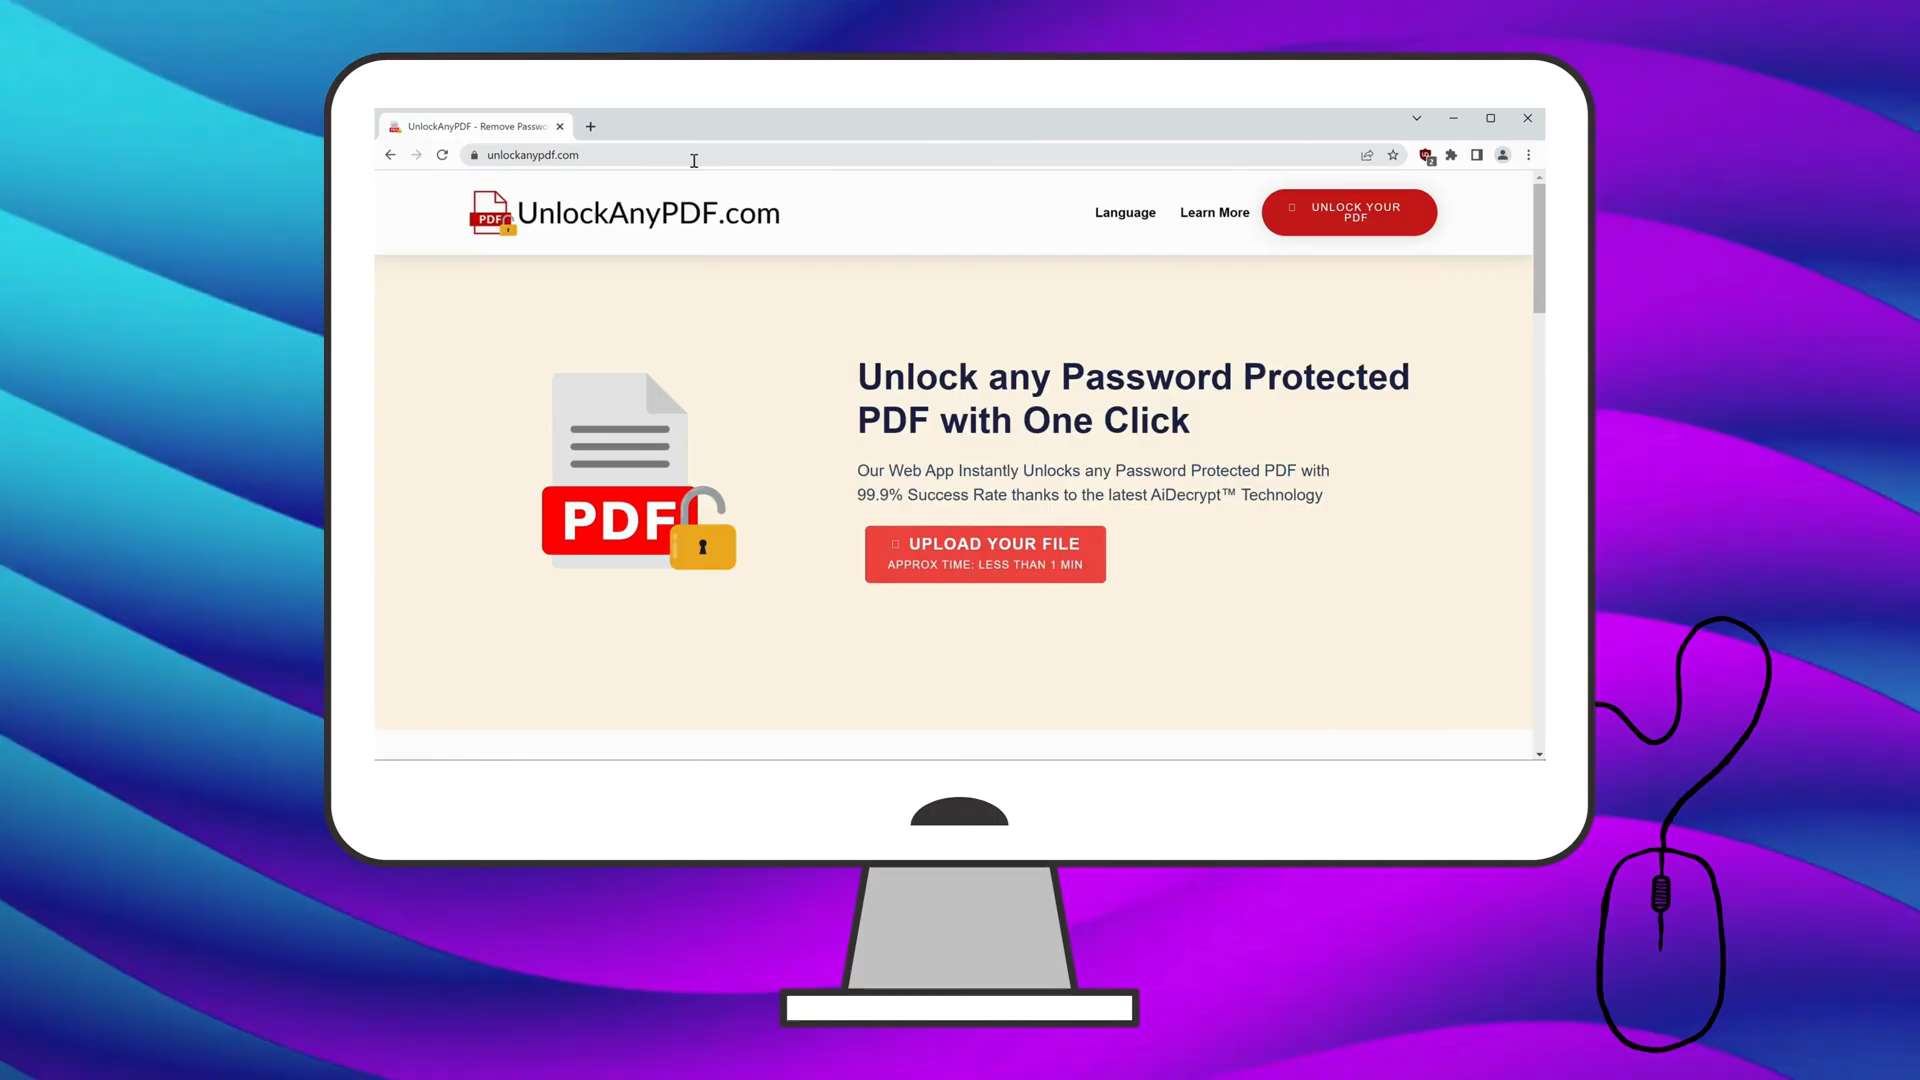 UnlockAnyPDF - Remove Passwo
unlockanypdf.com
2
PDF
UnlockAnyPDF.com
Language
Learn More
UNLOCK YOUR
PDF
Unlock any Password Protected
PDF with One Click
Our Web App Instantly Unlocks any Password Protected PDF with
99.9% Success Rate thanks to the latest AiDecrypt™ Technology
PDF
UPLOAD YOUR FILE
APPROX TIME: LESS THAN 1 MIN